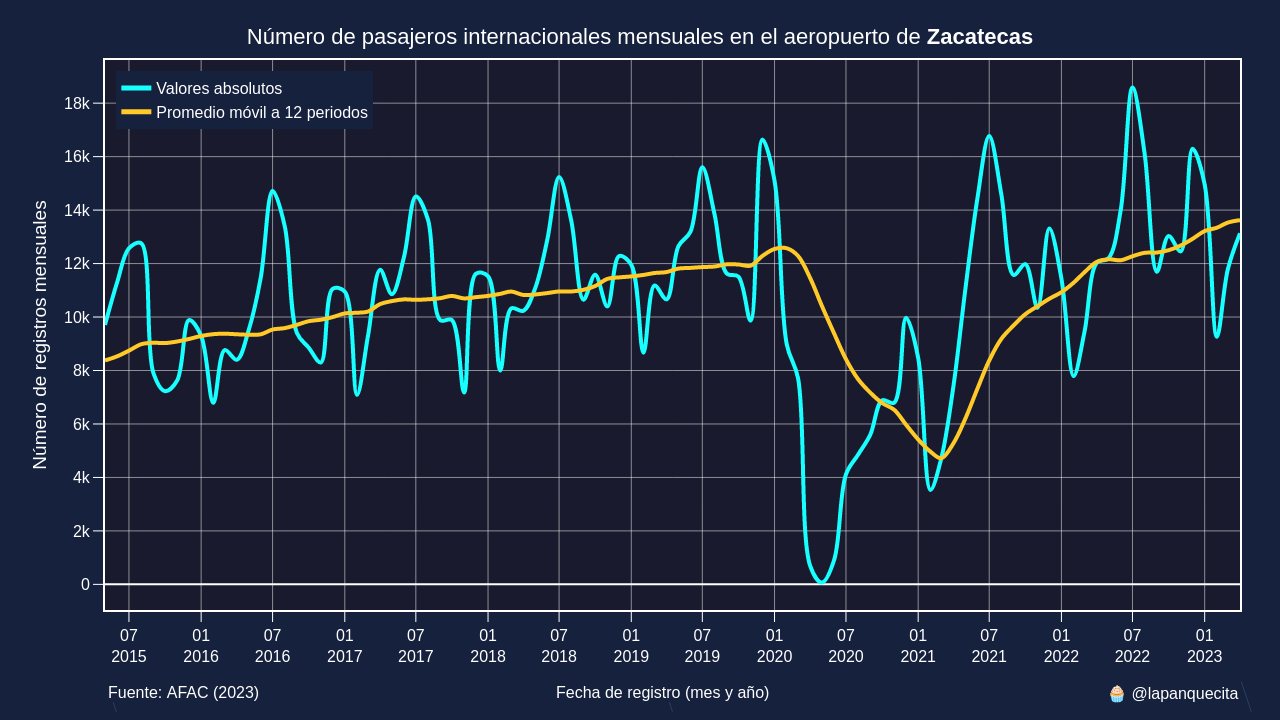 Número de pasajeros internacionales mensuales en el aeropuerto de Zacatecas
Valores absolutos
Promedio móvil a 12 periodos
Número de registros mensuales
18k
16k
14k
12k
10k
8k
6k
4k
2k
0
07 01 07 01 07 01 07 01 07 01 07 01 07 01 07 01
2015 2016 2016 2017 2017 2018 2018 2019 2019 2020 2020 2021 2021 2022 2022 2023
Fuente: AFAC (2023) Fecha de registro (mes y año) 🧁 @lapanquecita